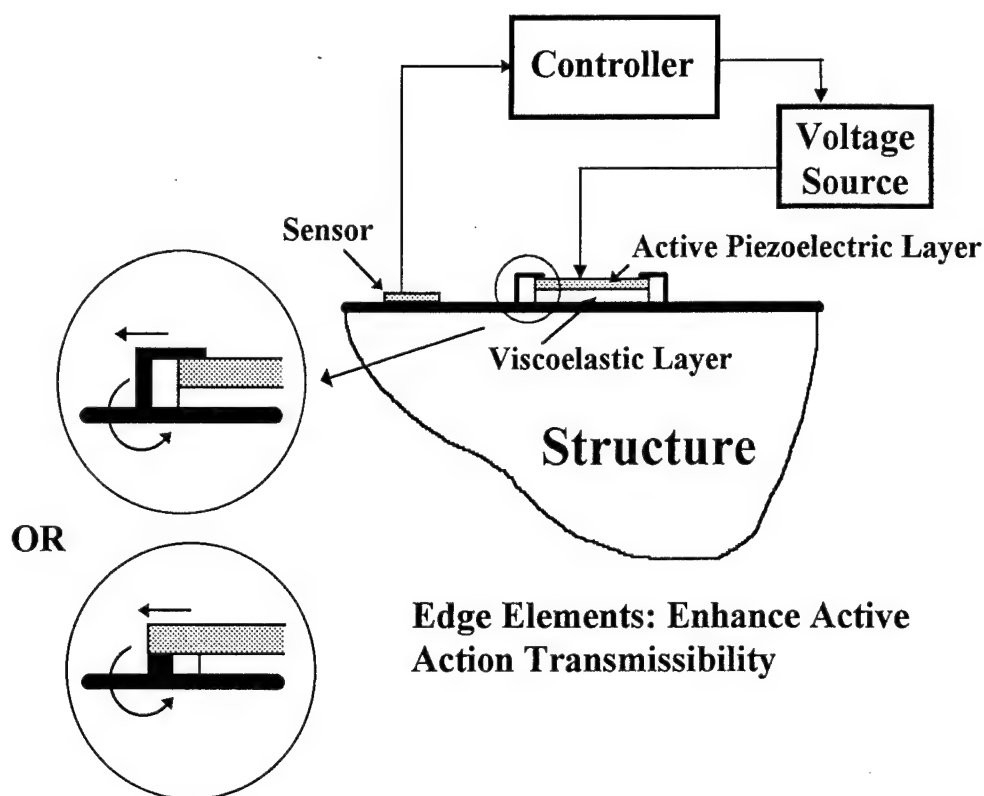 Controller
Voltage
Source
Sensor
Active Piezoelectric Layer
Viscoelastic Layer
Structure
OR
Edge Elements: Enhance Active
Action Transmissibility